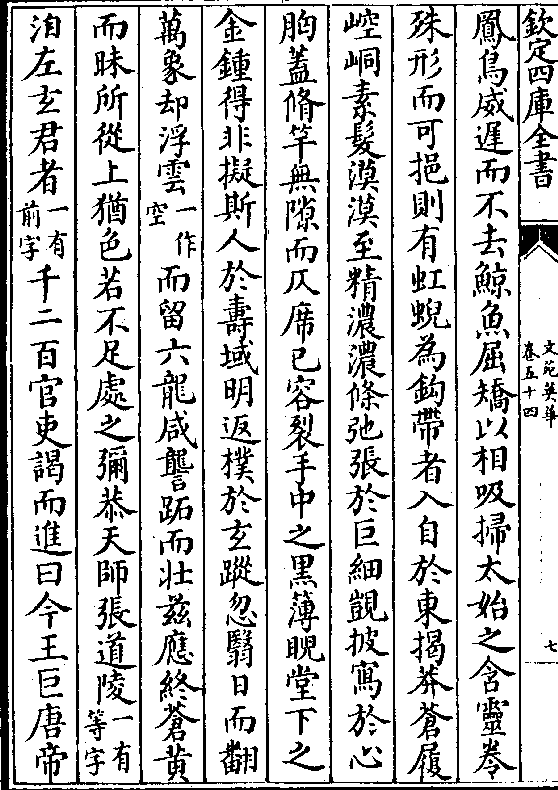 欽定四庫全書
文苑英華
卷五十四
七
鳳鳥威遲而不去鯨魚屈矯以相吸掃太始之含靈卷
殊形而可挹則有虹蜺為鉤帶者入自於東揭莽蒼履
崆峒素髮漠漠至精濃濃條弛張於巨細覬披寫於心
胸蓋脩竿無隙而仄席已容裂手中之黑薄睨堂下之
金鍾得非擬斯人於壽域明返樸於玄蹤忽翳日而翻
萬象却浮雲一作空而留六龍咸讋跖而壯茲應終蒼黃
而昧所從上猶色若不足處之彌恭天師張道陵一有等字
洎左玄君者一有前字千二百官吏謁而進曰今王巨唐帝